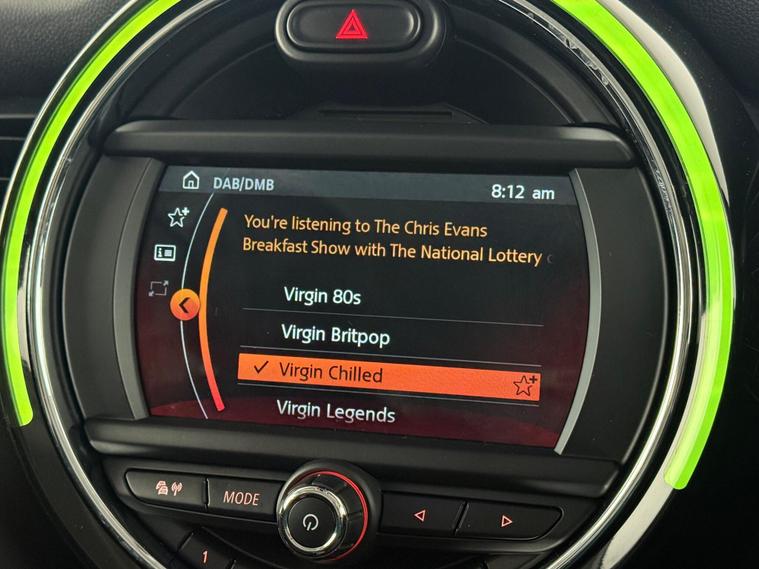 DAB/DMB
8:12 am
You're listening to The Chris Evans
Breakfast Show with The National Lottery
Virgin 80s
Virgin Britpop
Virgin Chilled
Virgin Legends
MODE
1